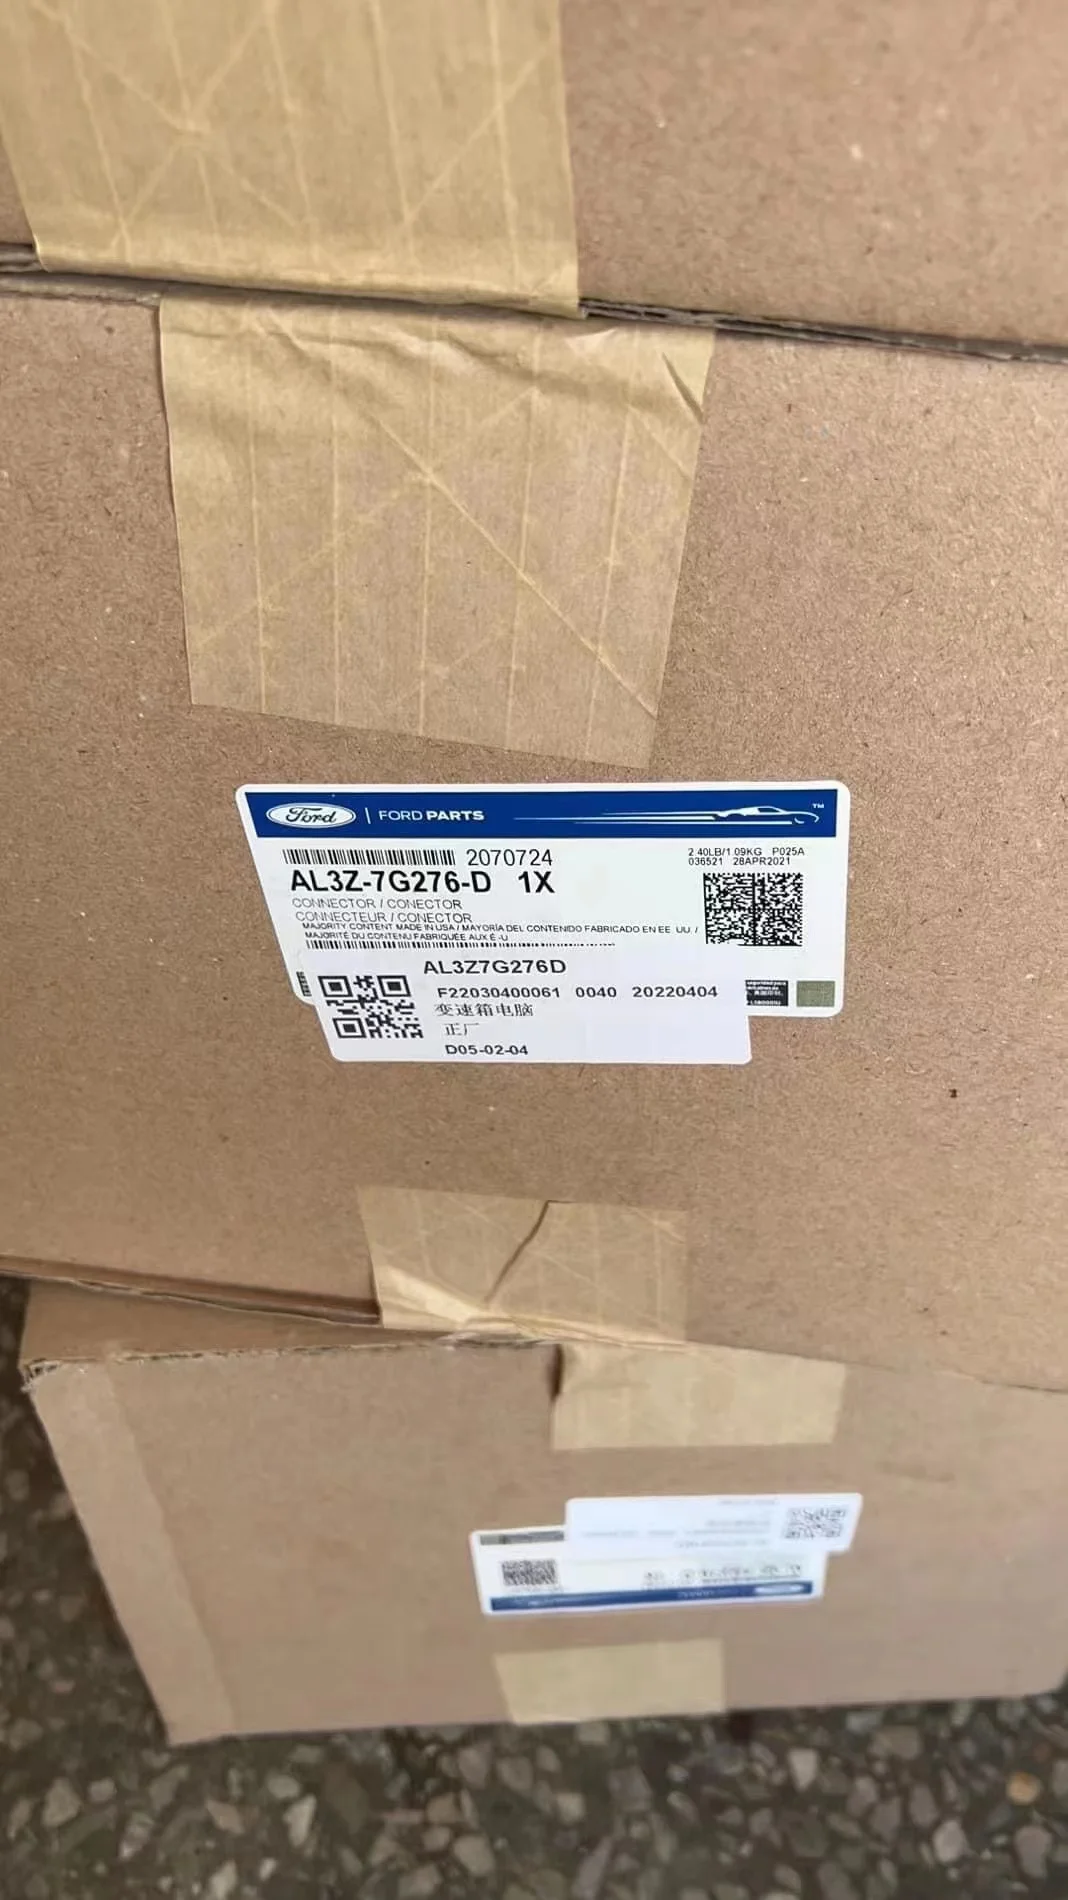 Ford | FORD PARTS TM
2070724
2.40LB/1.09KG P025A
036521 28APR2021
AL3Z-7G276-D 1X
CONNECTOR / CONECTOR
CONNECTEUR / CONECTOR
MAJORITY CONTENT MADE IN USA / MAYORÍA DEL CONTENIDO FABRICADO EN EE. UU. /
MAJORITÉ DU CONTENU FABRIQUÉE AUX É.-U
AL3Z7G276D
F22030400061 0040 20220404
变速箱电脑
正厂
D05-02-04